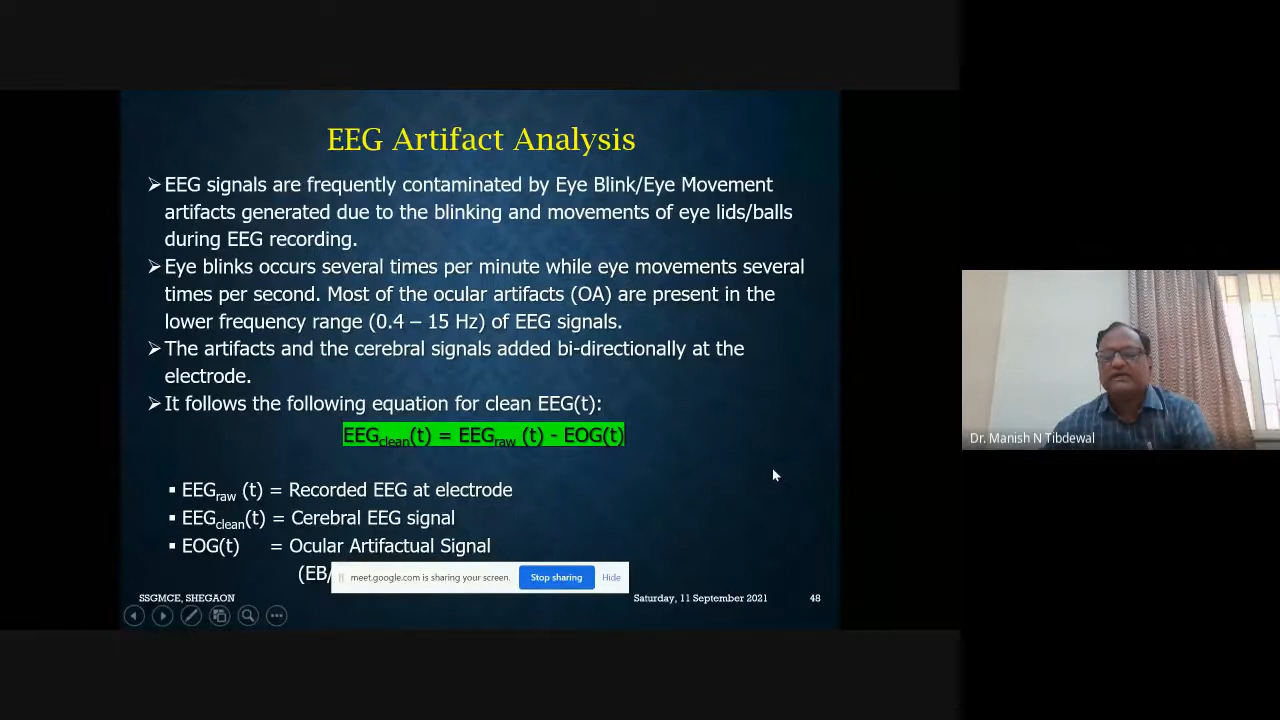 EEG Artifact Analysis
➢EEG signals are frequently contaminated by Eye Blink/Eye Movement
artifacts generated due to the blinking and movements of eye lids/balls
during EEG recording.
➢Eye blinks occurs several times per minute while eye movements several
times per second. Most of the ocular artifacts (OA) are present in the
lower frequency range (0.4 – 15 Hz) of EEG signals.
➢The artifacts and the cerebral signals added bi-directionally at the
electrode.
➢It follows the following equation for clean EEG(t):
EEGclean(t) = EEGraw (t) - EOG(t)
▪ EEGraw (t) = Recorded EEG at electrode
▪ EEGclean(t) = Cerebral EEG signal
▪ EOG(t) = Ocular Artifactual Signal
(EB/
meet.google.com is sharing your screen. Stop sharing Hide
SSGMCE, SHEGAON Saturday, 11 September 2021 48
Dr. Manish N Tibdewal